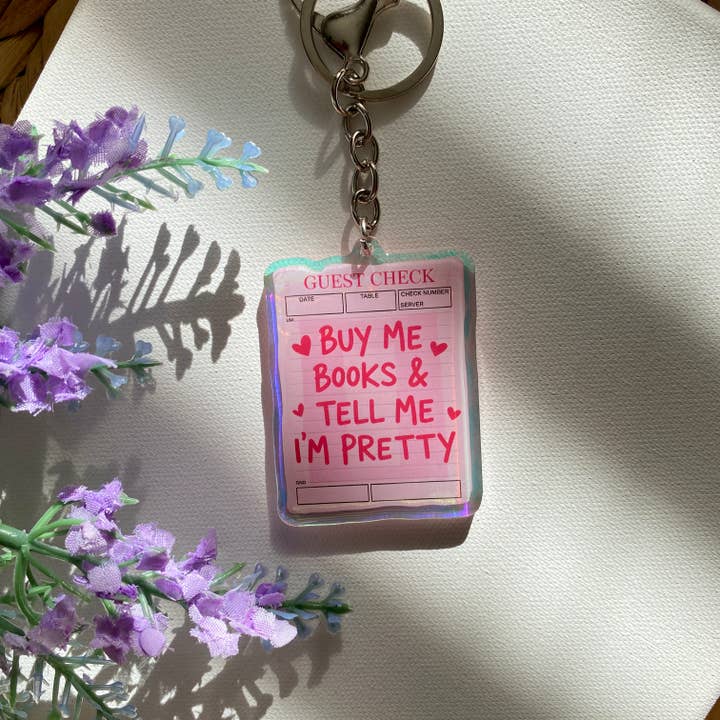 GUEST CHECK
DATE TABLE CHECK NUMBER
SERVER
BUY ME
BOOKS &
TELL ME
I'M PRETTY